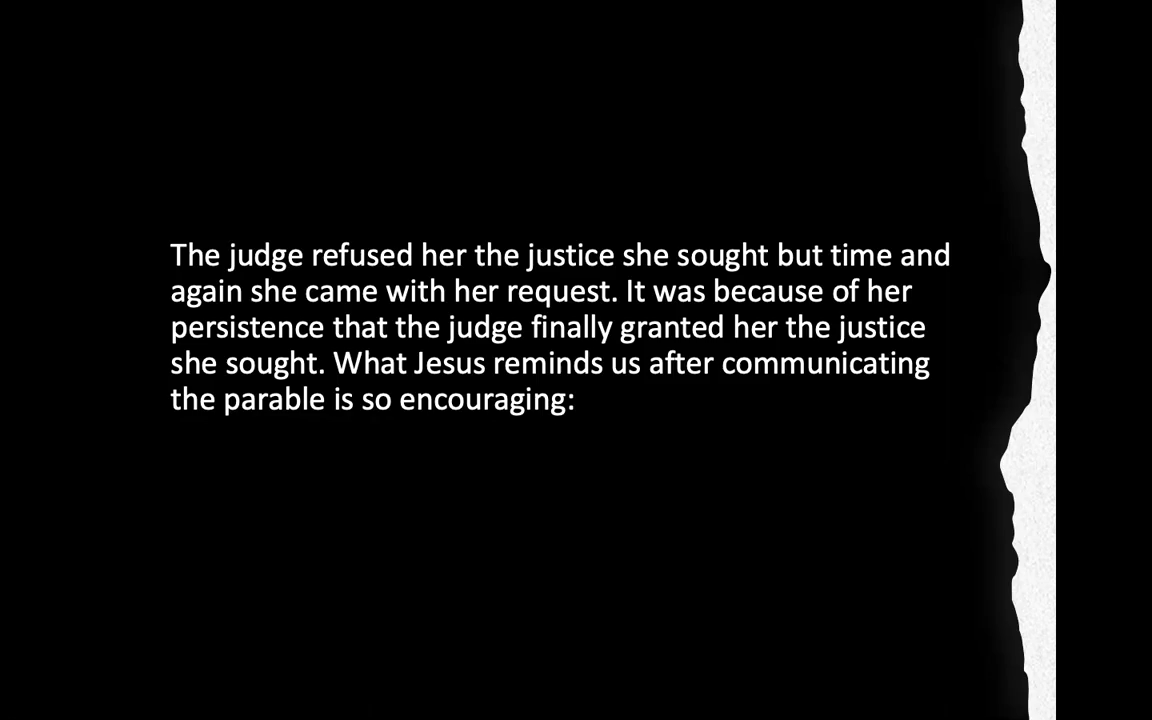 The judge refused her the justice she sought but time and
again she came with her request. It was because of her
persistence that the judge finally granted her the justice
she sought. What Jesus reminds us after communicating
the parable is so encouraging: